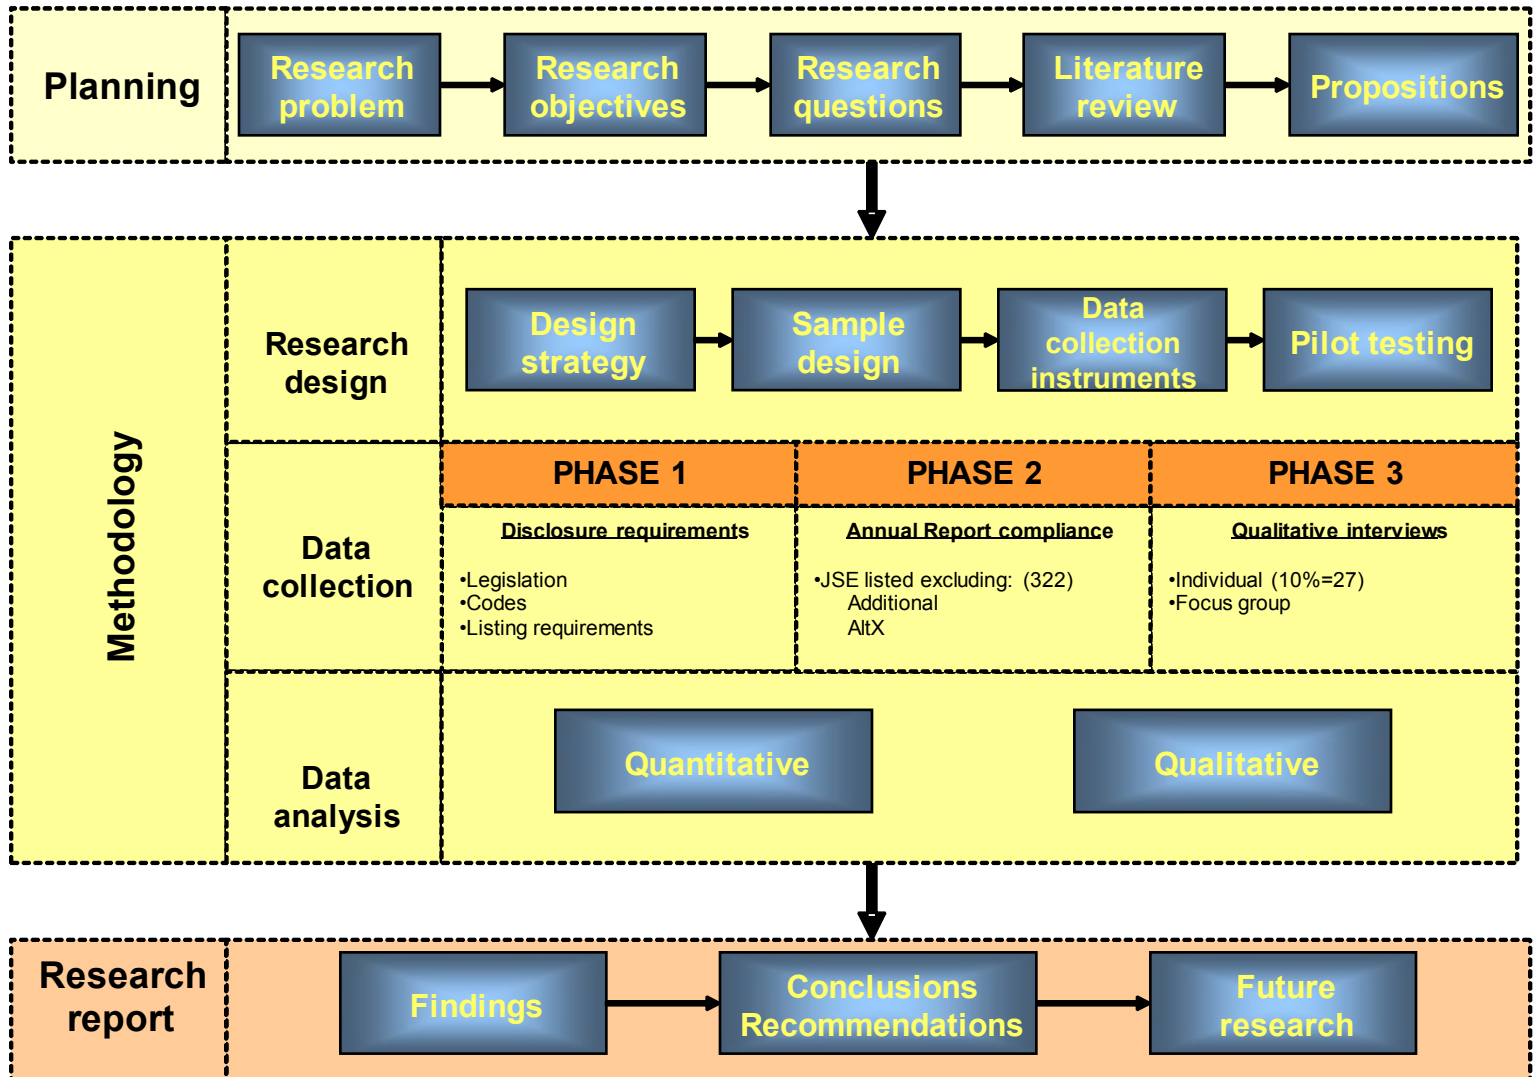 Planning
Research
problem
Research
objectives
Research
questions
Literature
review
Propositions
Methodology
Research
design
Design
strategy
Sample
design
Data
collection
instruments
Pilot testing
Data
collection
PHASE 1
PHASE 2
PHASE 3
Disclosure requirements
•Legislation
•Codes
•Listing requirements
Annual Report compliance
•JSE listed excluding: (322)
Additional
AltX
Qualitative interviews
•Individual (10%=27)
•Focus group
Data
analysis
Quantitative
Qualitative
Research
report
Findings
Conclusions
Recommendations
Future
research